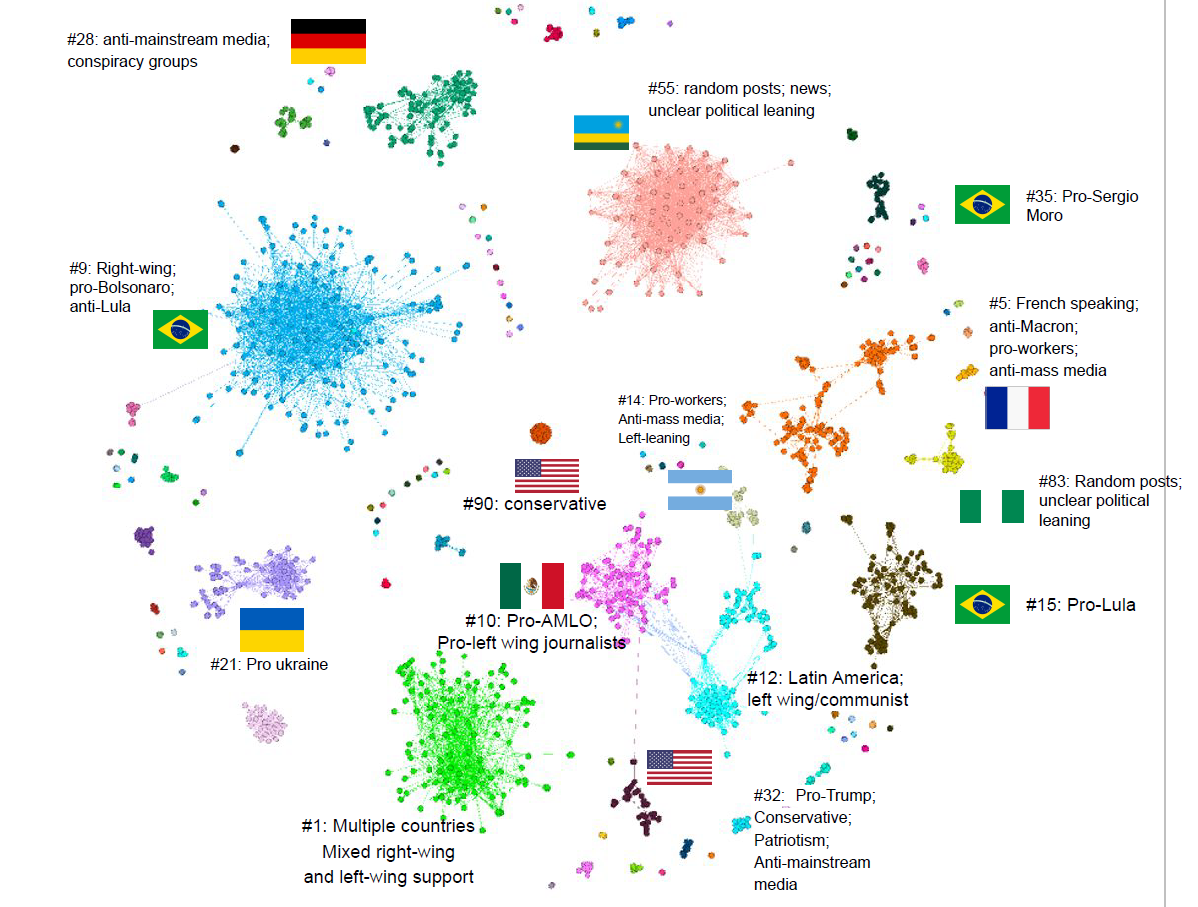 #28: anti-mainstream media;
conspiracy groups
#55: random posts; news;
unclear political leaning
#35: Pro-Sergio
Moro
#9: Right-wing;
pro-Bolsonaro;
anti-Lula
#5: French speaking;
anti-Macron;
pro-workers;
anti-mass media
#14: Pro-workers;
Anti-mass media;
Left-leaning
#90: conservative
#83: Random posts;
unclear political
leaning
#10: Pro-AMLO;
Pro-left wing journalists
#15: Pro-Lula
#21: Pro ukraine
#12: Latin America;
left wing/communist
#1: Multiple countries
Mixed right-wing
and left-wing support
#32: Pro-Trump;
Conservative;
Patriotism;
Anti-mainstream
media